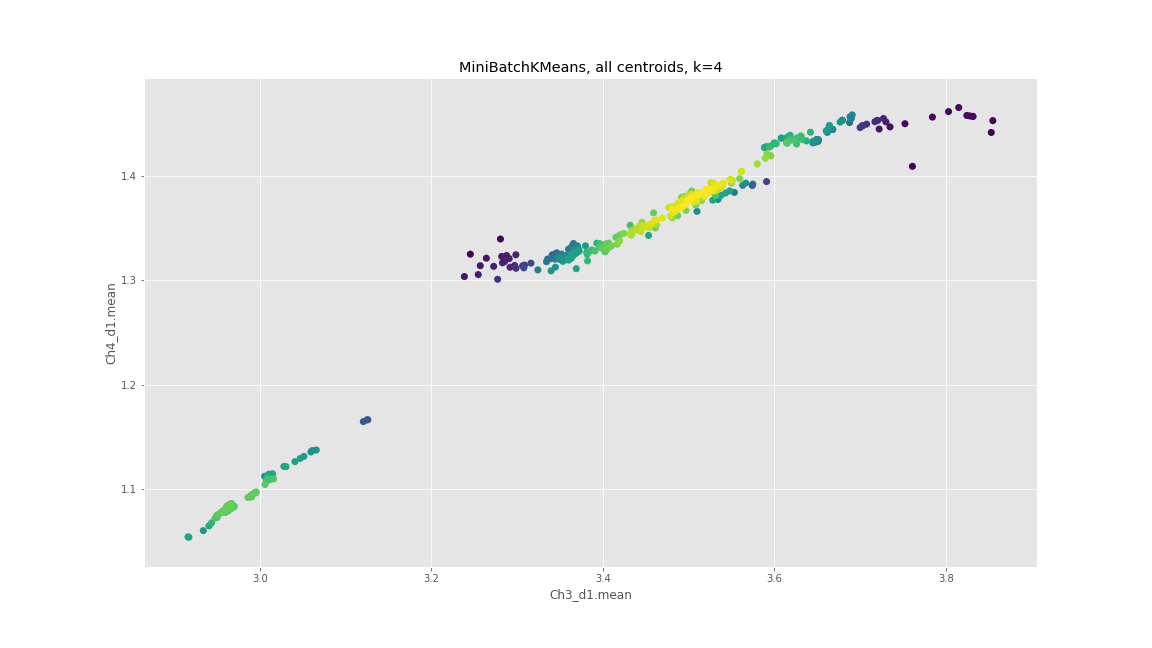 MiniBatchKMeans, all centroids, k=4
Ch4_d1.mean
1.4
1.3
1.2
1.1
3.0 3.2 3.4 3.6 3.8
Ch3_d1.mean